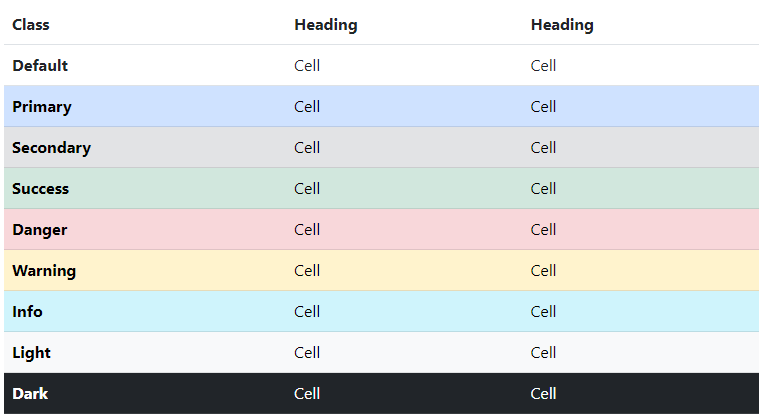 Class Heading Heading
Default Cell Cell
Primary Cell Cell
Secondary Cell Cell
Success Cell Cell
Danger Cell Cell
Warning Cell Cell
Info Cell Cell
Light Cell Cell
Dark Cell Cell